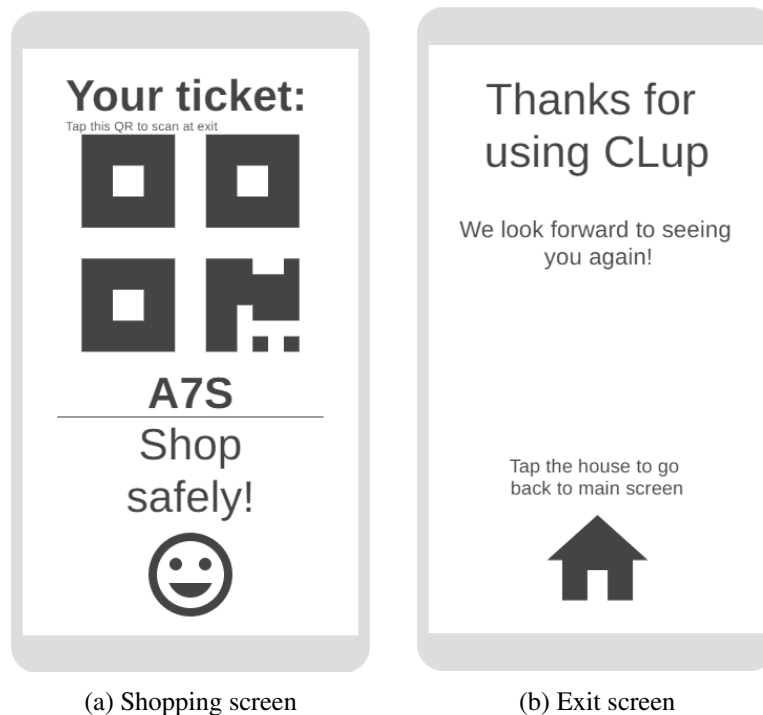 Your ticket:
Tap this QR to scan at exit
A7S
Shop
safely!
(a) Shopping screen
Thanks for
using CLup
We look forward to seeing
you again!
Tap the house to go
back to main screen
(b) Exit screen